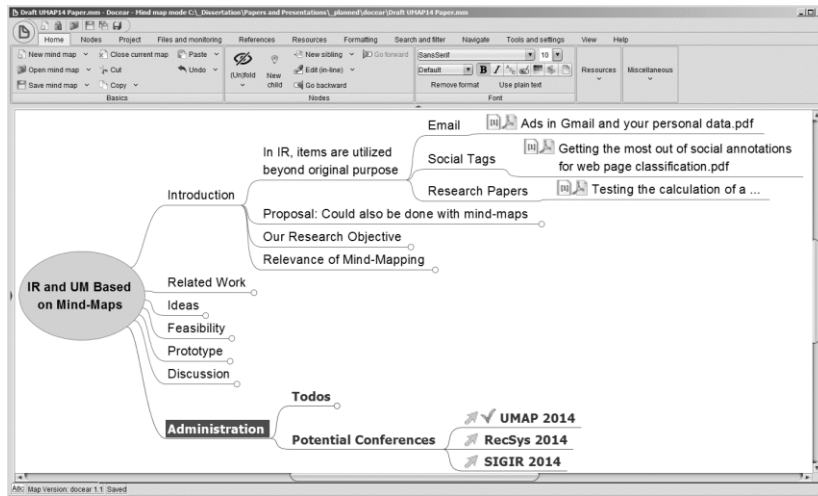 Draft UMAP14 Paper.mm - Docear - Mind map mode C:\_Dissertation\Papers and Presentations\_planned\docear\Draft UMAP14 Paper.mm
Home Nodes Project Files and monitoring References Resources Formatting Search and filter Navigate Tools and settings View Help
New mind map Close current map Paste New sibling Go forward SansSerif 10
Open mind map Cut Undo (Un)fold New child Edit (in-line) Default B I Resources Miscellaneous
Save mind map Copy Go backward Remove format Use plain text
Basics Nodes Font
Email [1] Ads in Gmail and your personal data.pdf
In IR, items are utilized
beyond original purpose
Social Tags [1] Getting the most out of social annotations
for web page classification.pdf
Introduction
Research Papers [1] Testing the calculation of a ...
Proposal: Could also be done with mind-maps
Our Research Objective
Relevance of Mind-Mapping
IR and UM Based
on Mind-Maps
Related Work
Ideas
Feasibility
Prototype
Discussion
Todos
Administration
UMAP 2014
Potential Conferences RecSys 2014
SIGIR 2014
Abc Map Version: docear 1.1 Saved